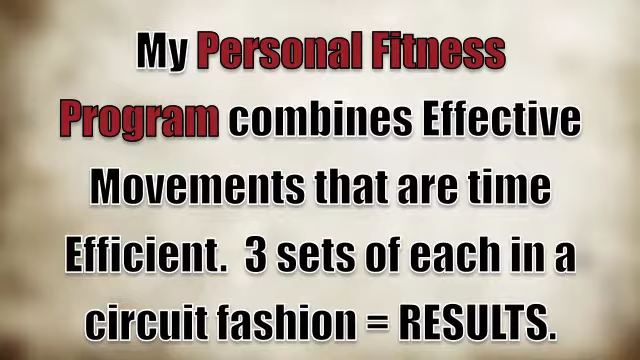 My Personal Fitness
Program combines Effective
Movements that are time
Efficient.  3 sets of each in a
circuit fashion = RESULTS.